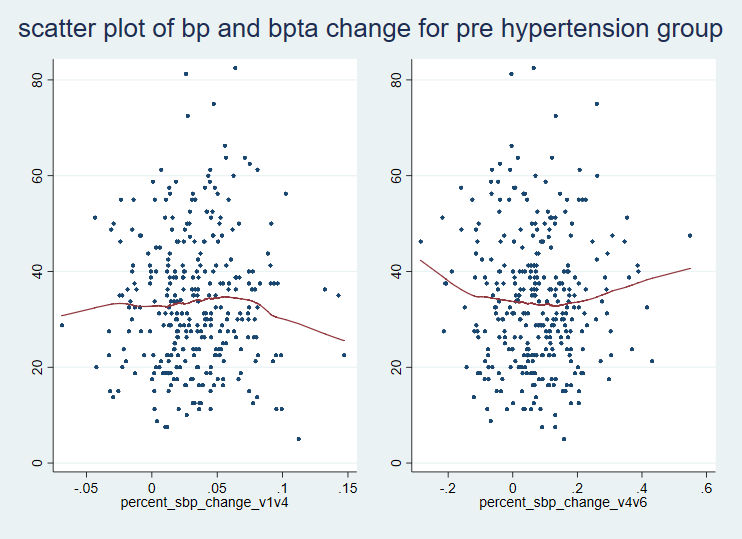 scatter plot of bp and bpta change for pre hypertension group
80
60
40
20
0
-.05 0 .05 .1 .15
percent_sbp_change_v1v4
80
60
40
20
0
-.2 0 .2 .4 .6
percent_sbp_change_v4v6